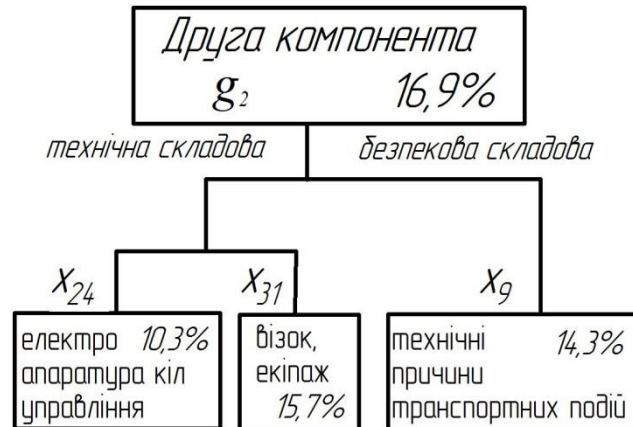 Друга компонента
g₂ 16,9%
технічна складова безпекова складова
X₂₄ X₃₁ X₉
електро 10,3%
апаратура кіл
управління
візок,
екіпаж
15,7%
технічні 14,3%
причини
транспортних подій